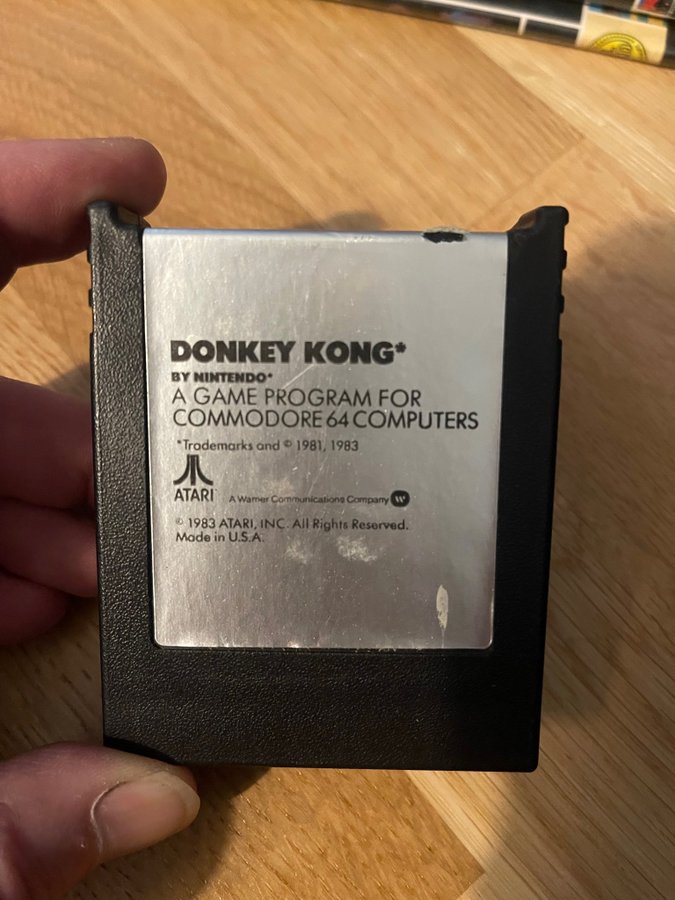 DONKEY KONG*
BY NINTENDO*
A GAME PROGRAM FOR
COMMODORE 64 COMPUTERS
*Trademarks and © 1981, 1983
ATARI™ A Warner Communications Company
© 1983 ATARI, INC. All Rights Reserved.
Made in U.S.A.